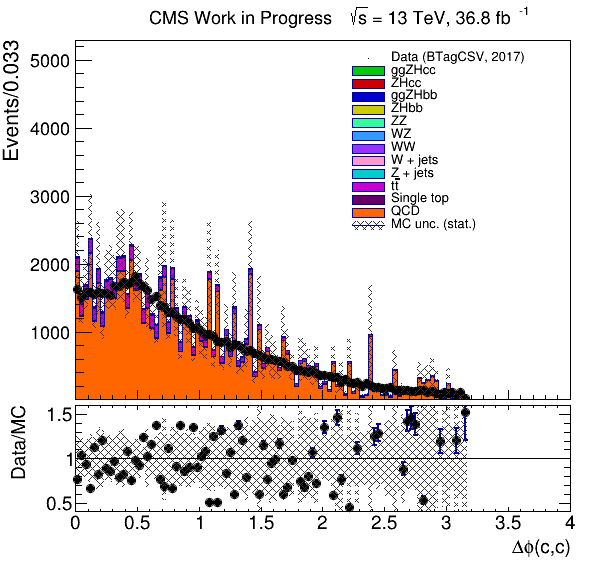 CMS Work in Progress √s = 13 TeV, 36.8 fb⁻¹
Events/0.033
5000
4000
3000
2000
1000
Data (BTagCSV, 2017)
ggZHcc
ZHcc
ggZHbb
ZHbb
ZZ
WZ
WW
W + jets
Z + jets
tt̅
Single top
QCD
MC unc. (stat.)
Data/MC
1.5
1
0.5
0 0.5 1 1.5 2 2.5 3 3.5 4
Δϕ(c,c)